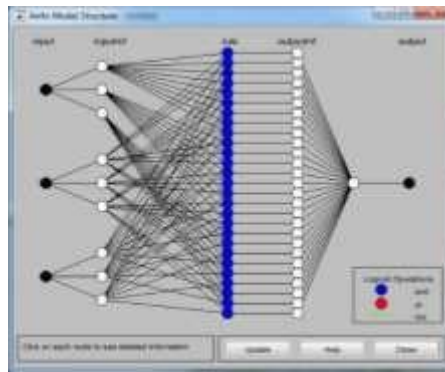 Anfis Model Structure
input inputmf rule outputmf output
Logical Operations
and
or
not
Click on each node to see detailed information
Update Help Close